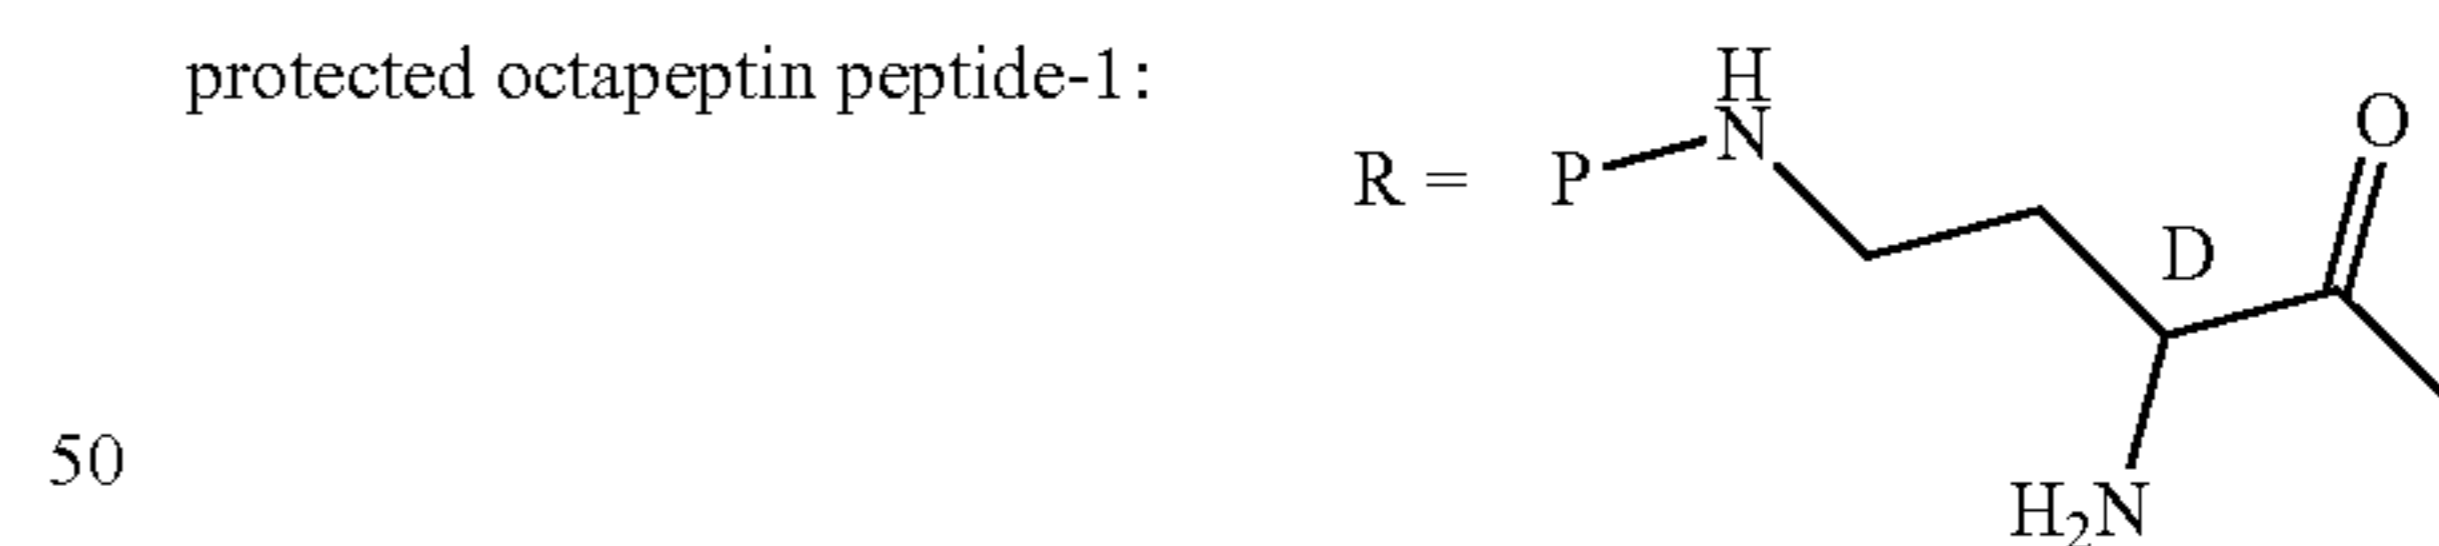 protected octapeptin peptide-1:
H
N
O
R = P
D
50
H₂N